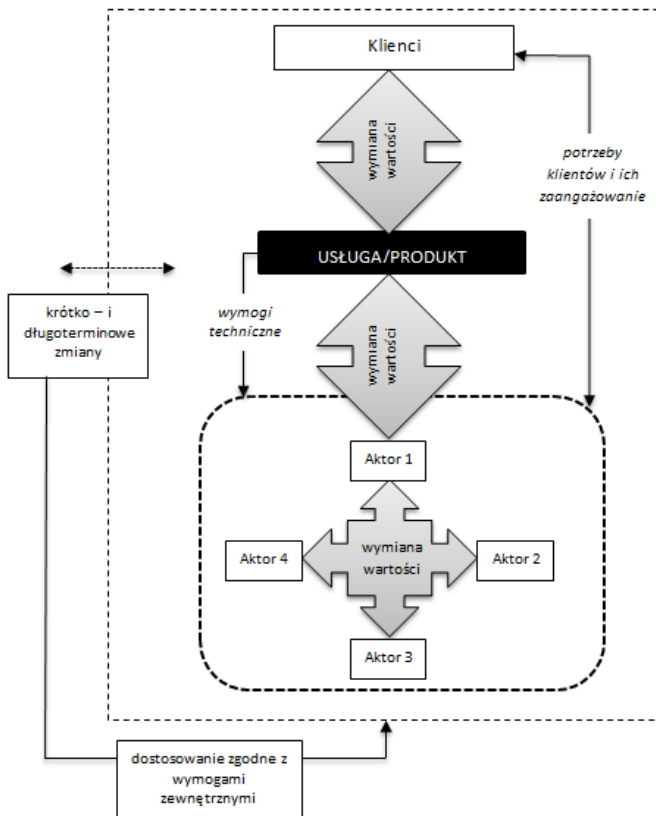 Klienci
wymiana
wartości
potrzeby
klientów i ich
zaangażowanie
USŁUGA/PRODUKT
wymogi
techniczne
krótko – i
długoterminowe
zmiany
wymiana
wartości
Aktor 1
Aktor 4
wymiana
wartości
Aktor 2
Aktor 3
dostosowanie zgodne z
wymogami
zewnętrznymi